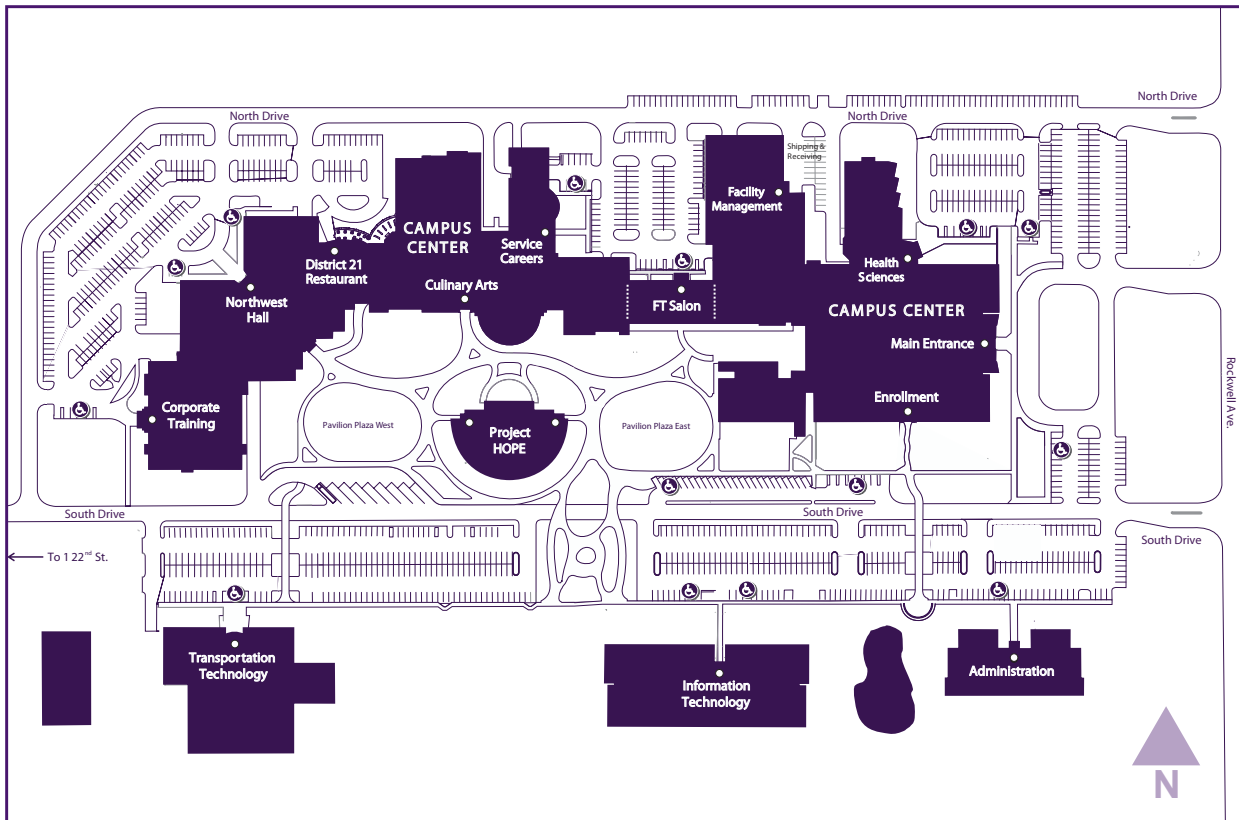 North Drive
North Drive
North Drive
Shipping &
Receiving
Facility
Management
CAMPUS
CENTER
Service
Careers
District 21
Restaurant
Health
Sciences
Culinary Arts
Northwest
Hall
FT Salon
CAMPUS CENTER
Main Entrance
Rockwell Ave.
Enrollment
Corporate
Training
Pavilion Plaza West
Project
HOPE
Pavilion Plaza East
South Drive
South Drive
South Drive
To 122nd St.
Transportation
Technology
Information
Technology
Administration
N